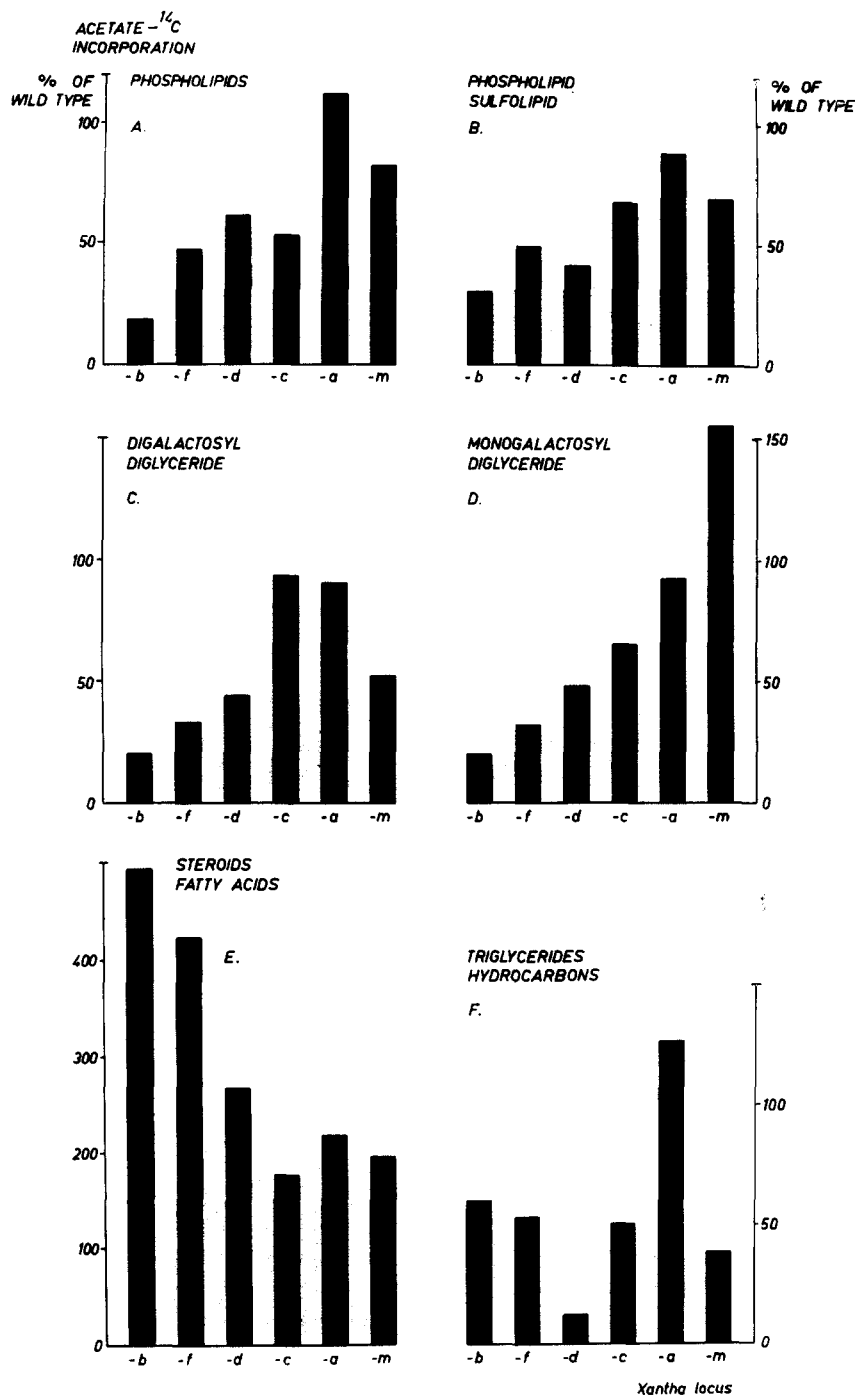 ACETATE-14C
INCORPORATION
% OF
WILD TYPE
PHOSPHOLIPIDS
A.
100
50
0
-b -f -d -c -a -m
PHOSPHOLIPID
SULFOLIPID
B.
% OF
WILD TYPE
100
50
0
-b -f -d -c -a -m
DIGALACTOSYL
DIGLYCERIDE
C.
100
50
0
-b -f -d -c -a -m
MONOGALACTOSYL
DIGLYCERIDE
D.
150
100
50
0
-b -f -d -c -a -m
STEROIDS
FATTY ACIDS
E.
400
300
200
100
0
-b -f -d -c -a -m
TRIGLYCERIDES
HYDROCARBONS
F.
100
50
0
-b -f -d -c -a -m
Xantha locus